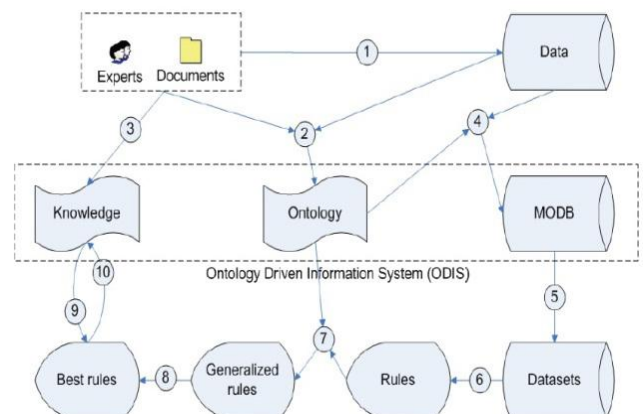 1
Data
Experts Documents
3
2
4
Knowledge
Ontology
MODB
Ontology Driven Information System (ODIS)
10
9
5
7
Best rules
8
Generalized
rules
Rules
6
Datasets